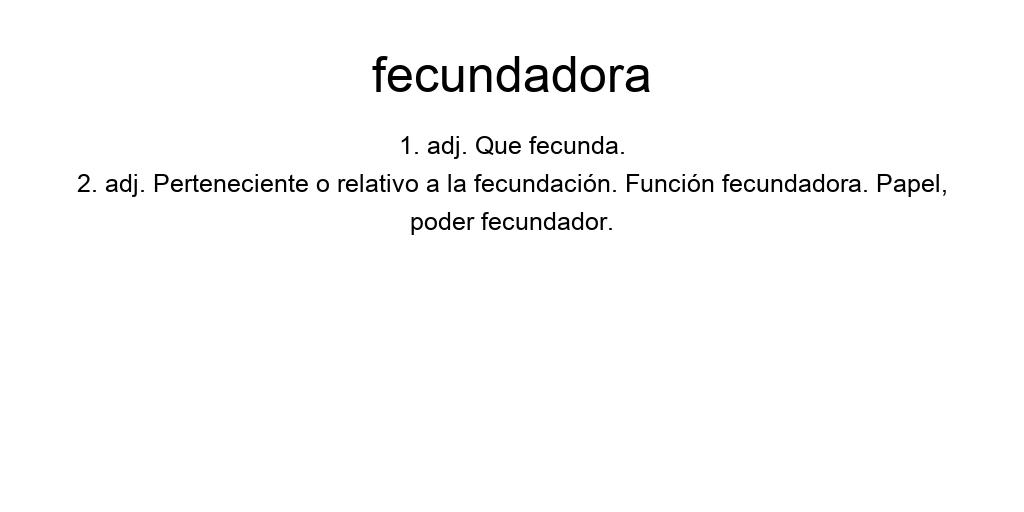 fecundadora
1. adj. Que fecunda.
2. adj. Perteneciente o relativo a la fecundación. Función fecundadora. Papel,
poder fecundador.